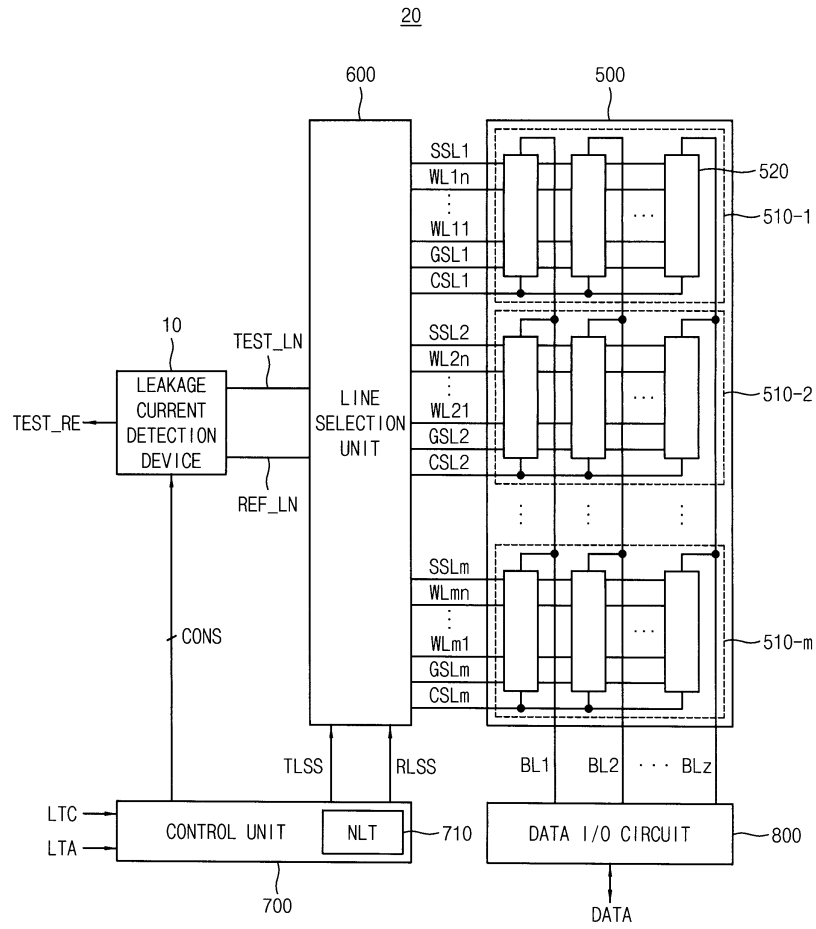 20
600
500
SSL1
WL1n
WL11
GSL1
CSL1
520
510-1
10
LEAKAGE
CURRENT
DETECTION
DEVICE
TEST_RE
TEST_LN
REF_LN
LINE
SELECTION
UNIT
SSL2
WL2n
WL21
GSL2
CSL2
510-2
SSLm
WLmn
WLm1
GSLm
CSLm
510-m
CONS
TLSS
RLSS
BL1
BL2
BLz
LTC
LTA
CONTROL UNIT
NLT
710
700
DATA I/O CIRCUIT
800
DATA